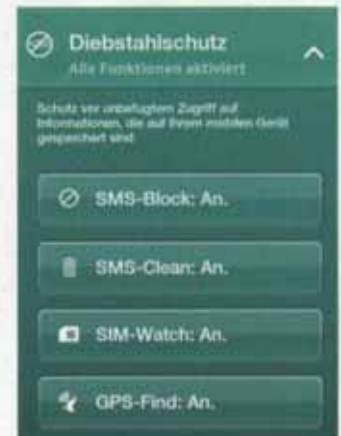 Diebstahlschutz
Alle Funktionen aktiviert
Schutz vor unbefugtem Zugriff auf
Informationen, die auf Ihrem mobilen Gerät
gespeichert sind
SMS-Block: An.
SMS-Clean: An.
SIM-Watch: An.
GPS-Find: An.